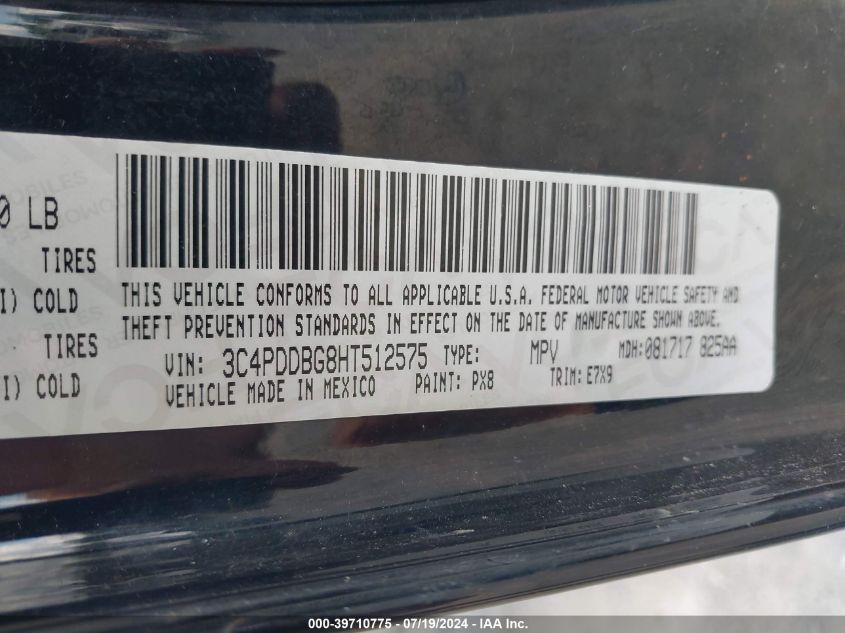 0 LB
TIRES
I) COLD
TIRES
I) COLD
THIS VEHICLE CONFORMS TO ALL APPLICABLE U.S.A. FEDERAL MOTOR VEHICLE SAFETY AND
THEFT PREVENTION STANDARDS IN EFFECT ON THE DATE OF MANUFACTURE SHOWN ABOVE.
VIN: 3C4PDDBG8HT512575 TYPE: MPV MDH: 081717 825AA
VEHICLE MADE IN MEXICO PAINT: PX8 TRIM: E7X9
000-39710775 - 07/19/2024 - IAA Inc.